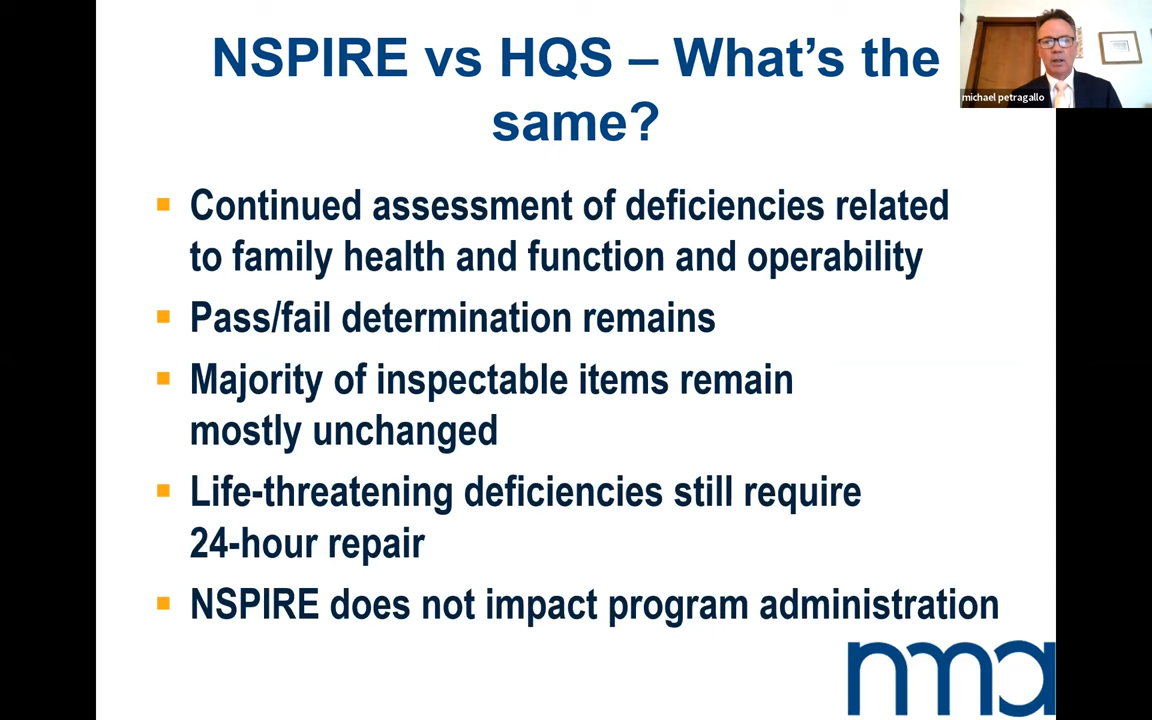 NSPIRE vs HQS – What's the
same?
michael petragallo
Continued assessment of deficiencies related
to family health and function and operability
Pass/fail determination remains
Majority of inspectable items remain
mostly unchanged
Life-threatening deficiencies still require
24-hour repair
NSPIRE does not impact program administration
nma